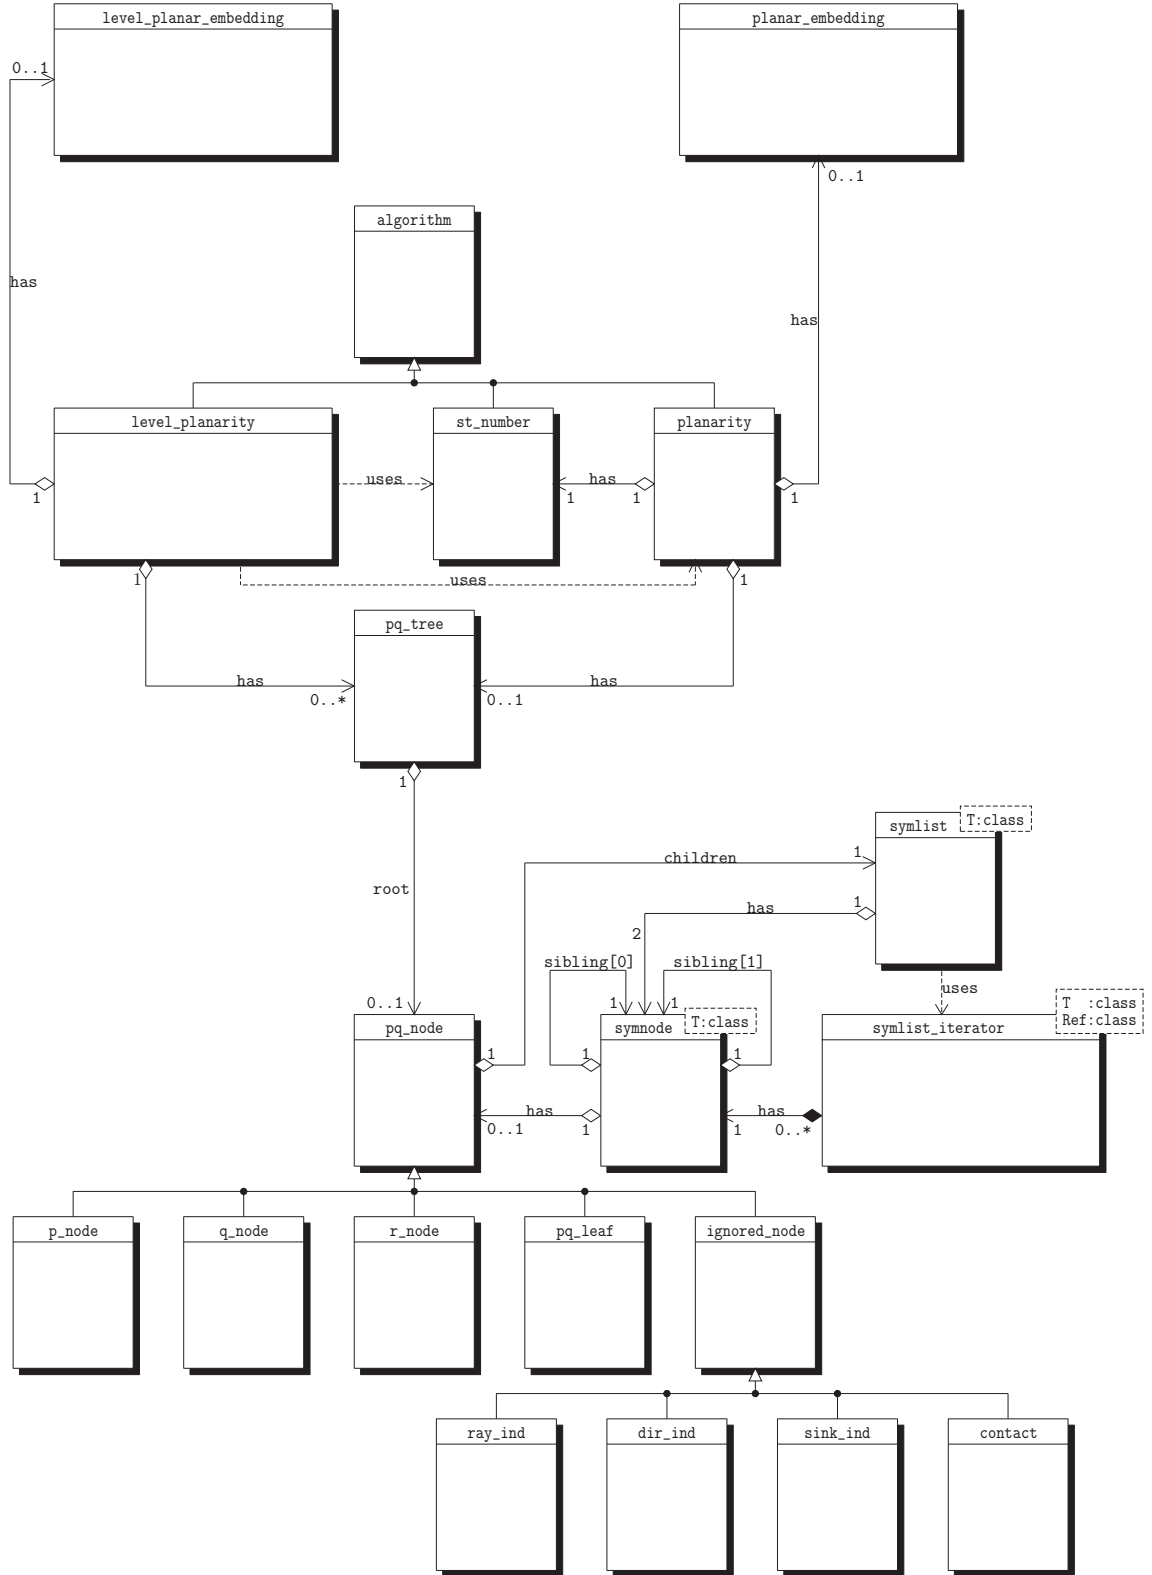 level_planar_embedding
planar_embedding
0..1
0..1
algorithm
has
has
level_planarity
st_number
planarity
uses
has
1
1
1
1
1
uses
1
pq_tree
has
has
0..*
0..1
1
symlist
T:class
children
1
root
1
has
2
sibling[0]
sibling[1]
uses
0..1
1
1
T :class
Ref:class
pq_node
symnode
T:class
symlist_iterator
1
1
1
has
has
0..1
1
1
0..*
p_node
q_node
r_node
pq_leaf
ignored_node
ray_ind
dir_ind
sink_ind
contact